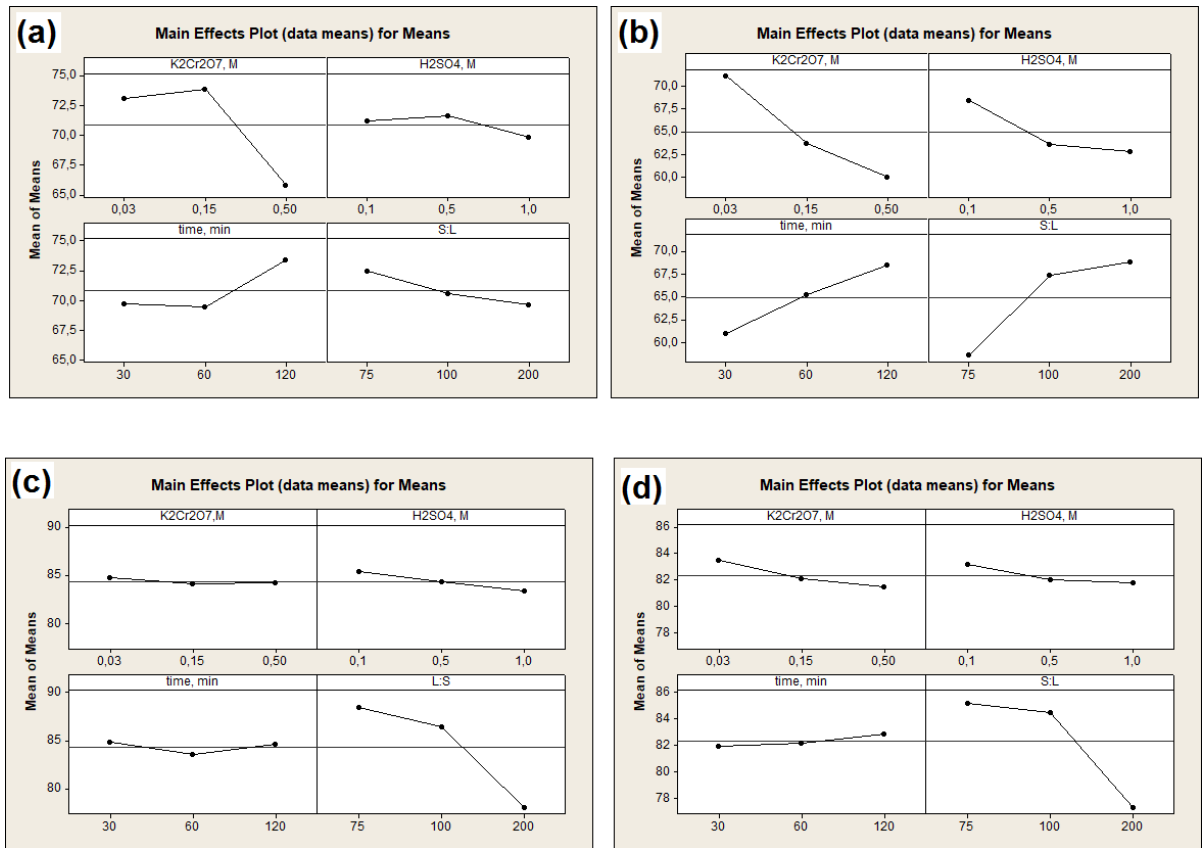 (a)
Main Effects Plot (data means) for Means
K2Cr2O7, M H2SO4, M
75,0
72,5
70,0
67,5
65,0
0,03 0,15 0,50 0,1 0,5 1,0
time, min S:L
75,0
72,5
70,0
67,5
65,0
30 60 120 75 100 200
Mean of Means
(b)
Main Effects Plot (data means) for Means
K2Cr2O7, M H2SO4, M
70,0
67,5
65,0
62,5
60,0
0,03 0,15 0,50 0,1 0,5 1,0
time, min S:L
70,0
67,5
65,0
62,5
60,0
30 60 120 75 100 200
Mean of Means
(c)
Main Effects Plot (data means) for Means
K2Cr2O7,M H2SO4, M
90
85
80
0,03 0,15 0,50 0,1 0,5 1,0
time, min L:S
90
85
80
30 60 120 75 100 200
Mean of Means
(d)
Main Effects Plot (data means) for Means
K2Cr2O7, M H2SO4, M
86
84
82
80
78
0,03 0,15 0,50 0,1 0,5 1,0
time, min S:L
86
84
82
78
30 60 120 75 100 200
Mean of Means